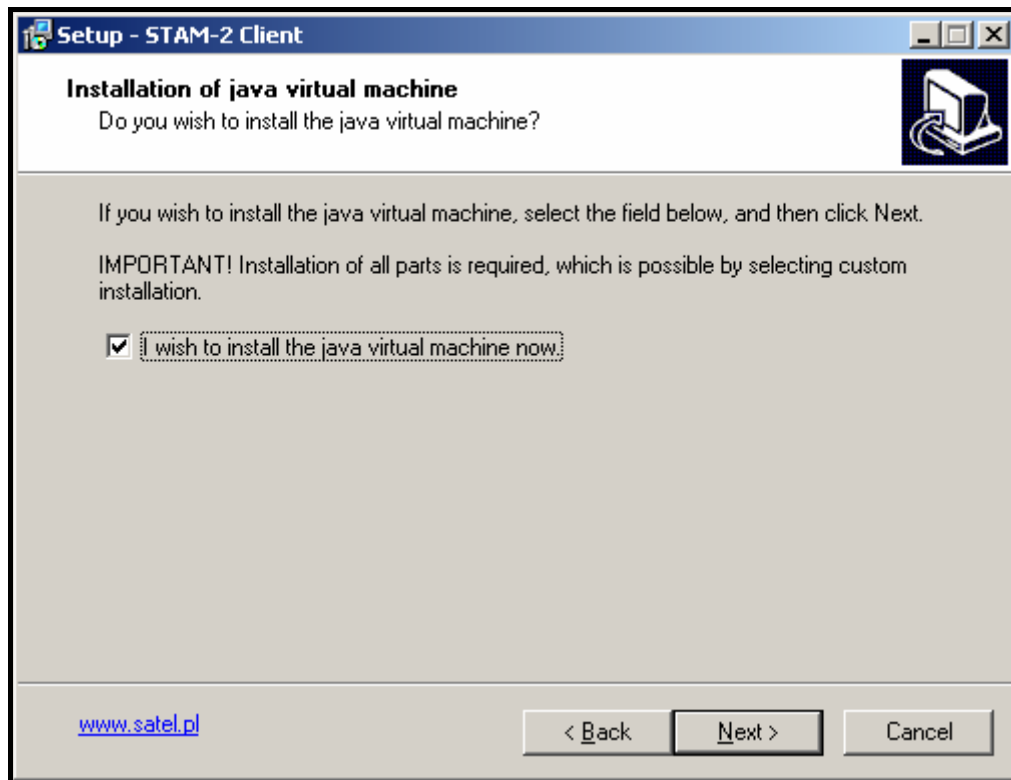 Setup - STAM-2 Client
Installation of java virtual machine
Do you wish to install the java virtual machine?
If you wish to install the java virtual machine, select the field below, and then click Next.
IMPORTANT! Installation of all parts is required, which is possible by selecting custom
installation.
I wish to install the java virtual machine now.
www.satel.pl
< Back
Next >
Cancel